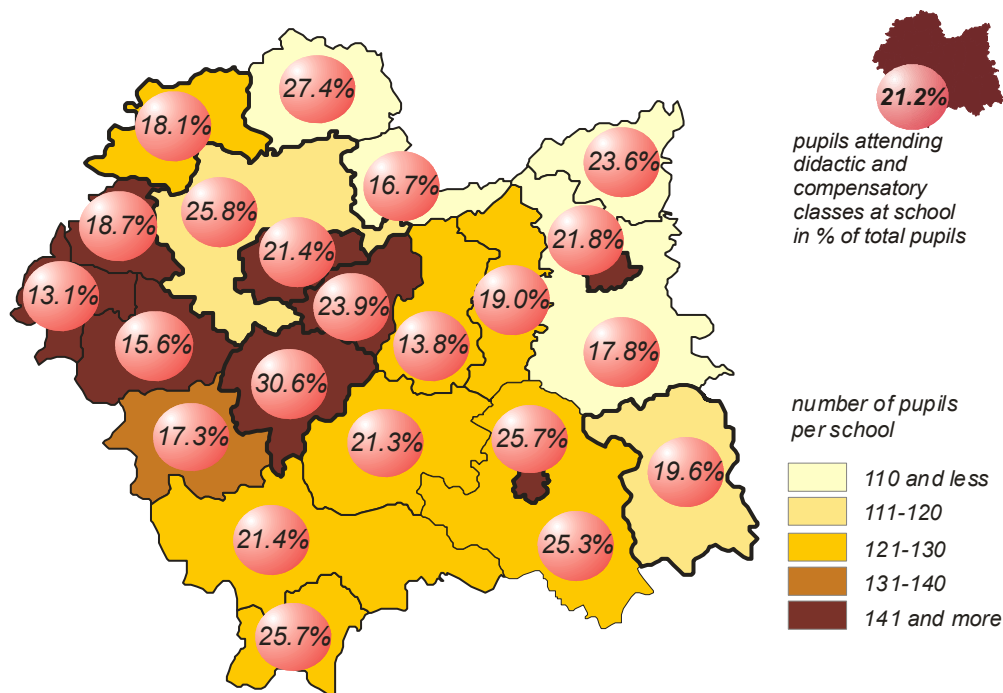 27.4%
18.1%
21.2%
pupils attending
didactic and
compensatory
classes at school
in % of total pupils
23.6%
16.7%
25.8%
18.7%
21.4%
21.8%
13.1%
23.9%
19.0%
15.6%
13.8%
17.8%
30.6%
number of pupils
per school
17.3%
21.3%
25.7%
19.6%
110 and less
111-120
121-130
131-140
141 and more
21.4%
25.3%
25.7%